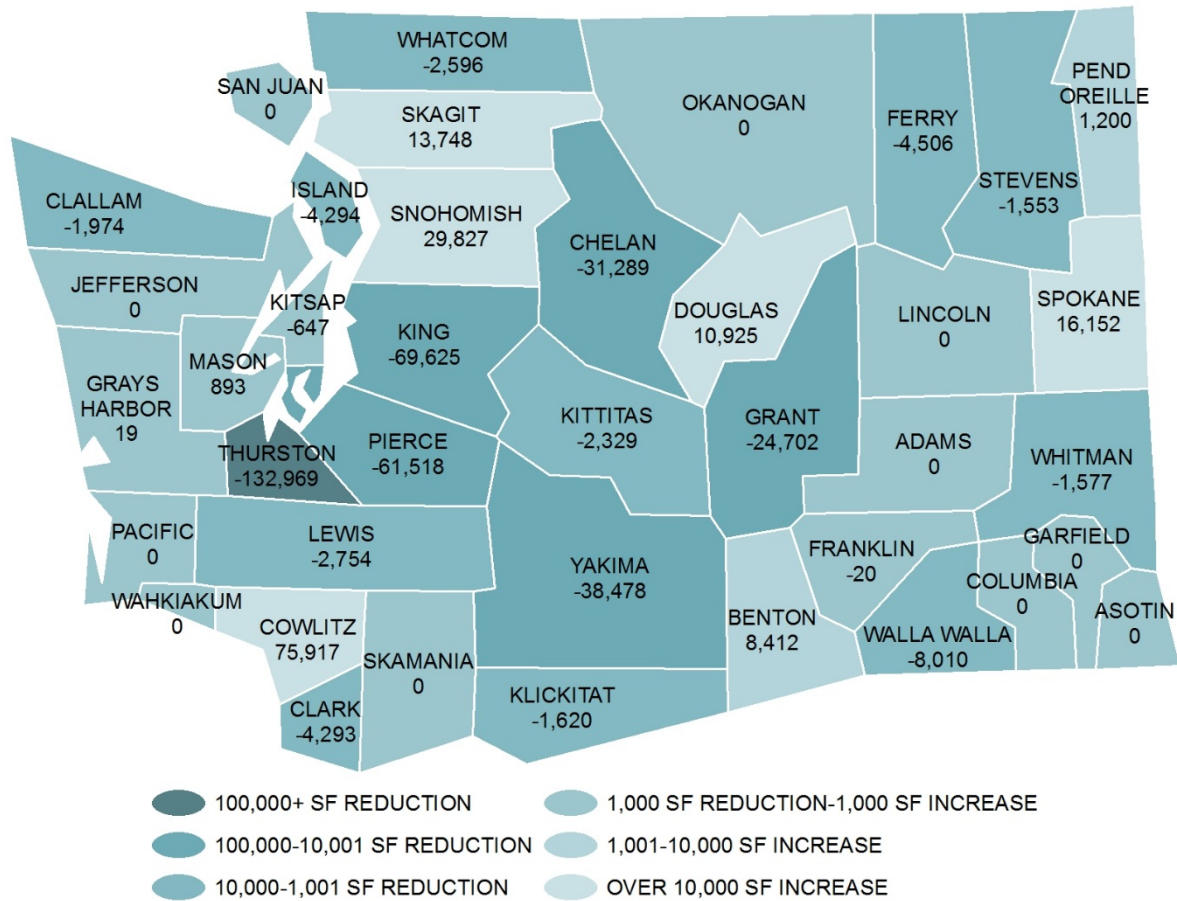 WHATCOM
-2,596
SAN JUAN
0
SKAGIT
13,748
OKANOGAN
0
FERRY
-4,506
STEVENS
-1,553
PEND
OREILLE
1,200
CLALLAM
-1,974
ISLAND
-4,294
SNOHOMISH
29,827
CHELAN
-31,289
JEFFERSON
0
KITSAP
-647
KING
-69,625
DOUGLAS
10,925
LINCOLN
0
SPOKANE
16,152
MASON
893
GRAYS
HARBOR
19
THURSTON
-132,969
PIERCE
-61,518
KITTITAS
-2,329
GRANT
-24,702
ADAMS
0
WHITMAN
-1,577
PACIFIC
0
LEWIS
-2,754
YAKIMA
-38,478
FRANKLIN
-20
GARFIELD
0
COLUMBIA
0
ASOTIN
0
WAHKIAKUM
0
COWLITZ
75,917
SKAMANIA
0
BENTON
8,412
WALLA WALLA
-8,010
CLARK
-4,293
KLICKITAT
-1,620
100,000+ SF REDUCTION
100,000-10,001 SF REDUCTION
10,000-1,001 SF REDUCTION
1,000 SF REDUCTION-1,000 SF INCREASE
1,001-10,000 SF INCREASE
OVER 10,000 SF INCREASE